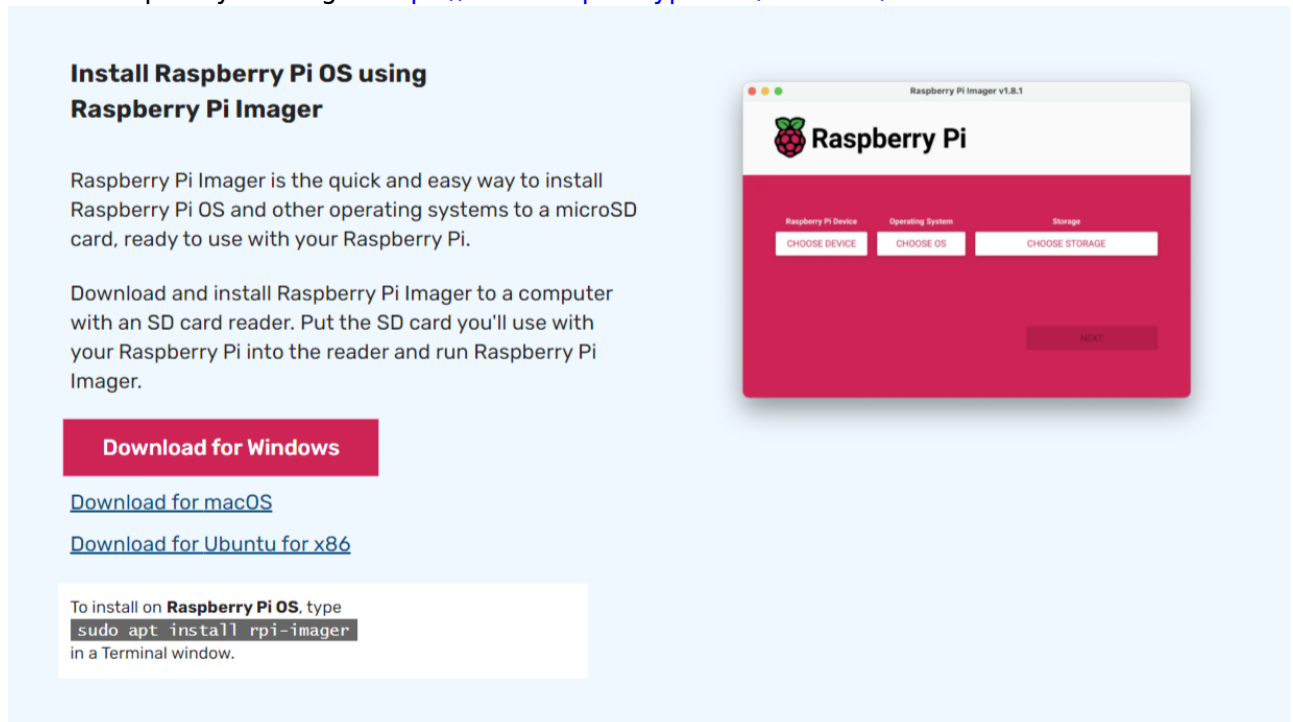 Install Raspberry Pi OS using
Raspberry Pi Imager
Raspberry Pi Imager is the quick and easy way to install
Raspberry Pi OS and other operating systems to a microSD
card, ready to use with your Raspberry Pi.
Download and install Raspberry Pi Imager to a computer
with an SD card reader. Put the SD card you'll use with
your Raspberry Pi into the reader and run Raspberry Pi
Imager.
Download for Windows
Download for macOS
Download for Ubuntu for x86
To install on Raspberry Pi OS, type
sudo apt install rpi-imager
in a Terminal window.
Raspberry Pi Imager v1.8.1
Raspberry Pi
Raspberry Pi Device Operating System Storage
CHOOSE DEVICE CHOOSE OS CHOOSE STORAGE
NEXT